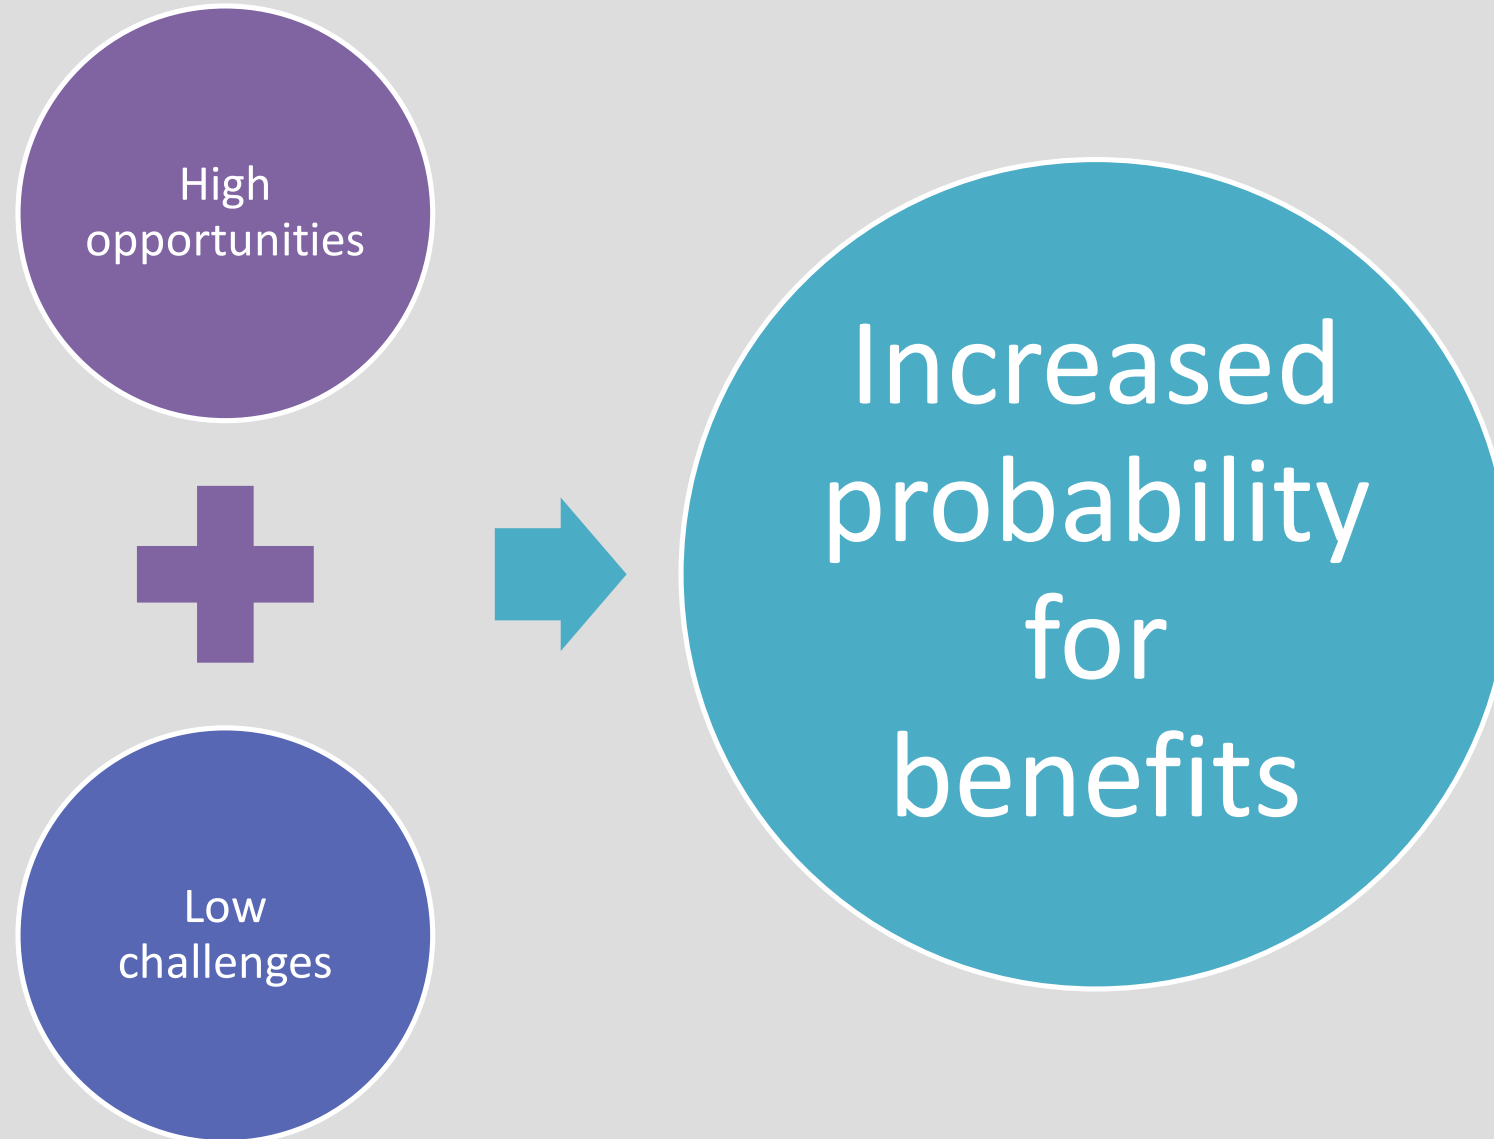 High
opportunities
Low
challenges
Increased
probability
for
benefits